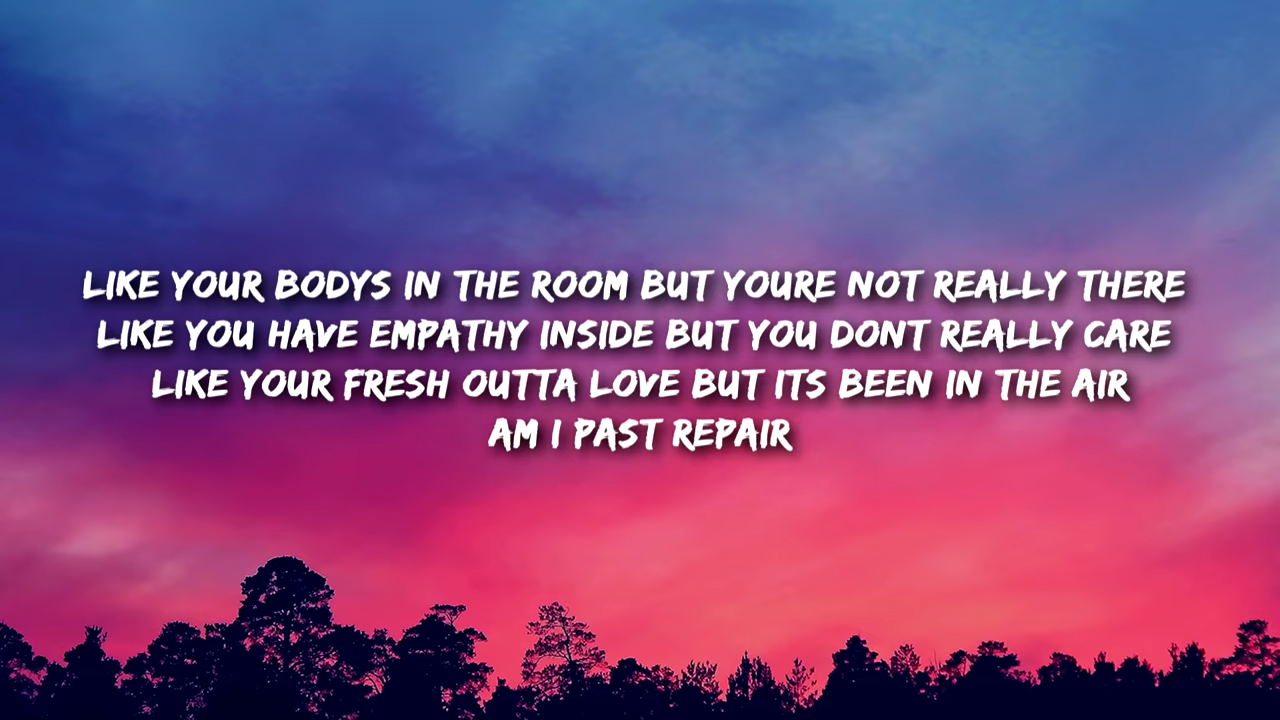 LIKE YOUR BODYS IN THE ROOM BUT YOURE NOT REALLY THERE
LIKE YOU HAVE EMPATHY INSIDE BUT YOU DONT REALLY CARE
LIKE YOUR FRESH OUTTA LOVE BUT ITS BEEN IN THE AIR
AM I PAST REPAIR